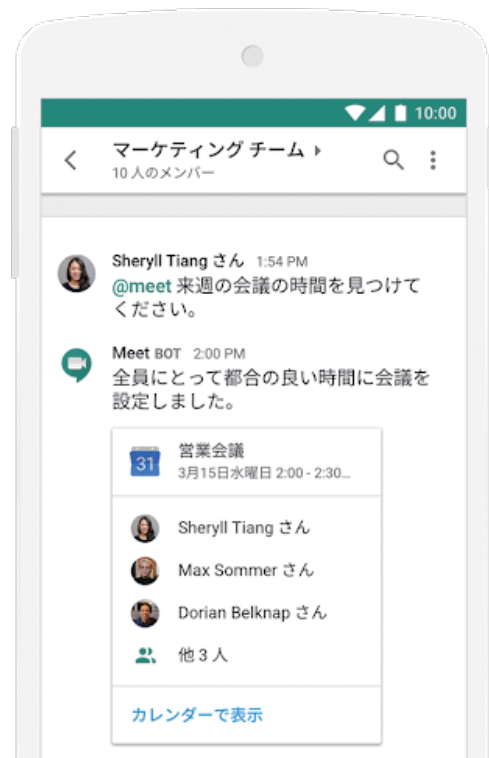 10:00
マーケティング チーム
10 人のメンバー
Sheryll Tiang さん 1:54 PM
@meet 来週の会議の時間を見つけて
ください。
Meet BOT 2:00 PM
全員にとって都合の良い時間に会議を
設定しました。
31
営業会議
3月15日水曜日 2:00 - 2:30...
Sheryll Tiang さん
Max Sommer さん
Dorian Belknap さん
他 3 人
カレンダーで表示